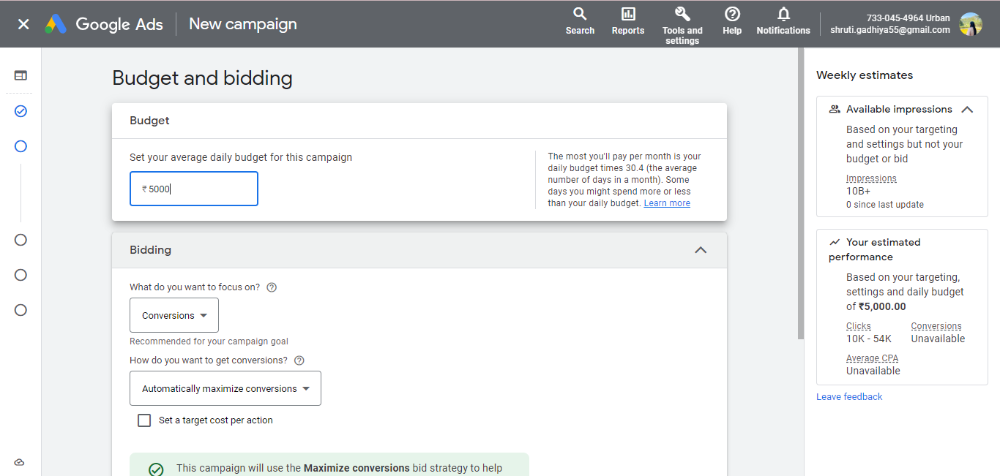 Google Ads
New campaign
Search
Reports
Tools and
settings
Help
Notifications
733-045-4964 Urban
shruti.gadhiya55@gmail.com
Budget and bidding
Budget
Set your average daily budget for this campaign
₹ 5000
The most you'll pay per month is your
daily budget times 30.4 (the average
number of days in a month). Some
days you might spend more or less
than your daily budget. Learn more
Bidding
What do you want to focus on?
Conversions
Recommended for your campaign goal
How do you want to get conversions?
Automatically maximize conversions
Set a target cost per action
This campaign will use the Maximize conversions bid strategy to help
Weekly estimates
Available impressions
Based on your targeting
and settings but not your
budget or bid
Impressions
10B+
0 since last update
Your estimated
performance
Based on your targeting,
settings and daily budget
of ₹5,000.00
Clicks Conversions
10K - 54K Unavailable
Average CPA
Unavailable
Leave feedback